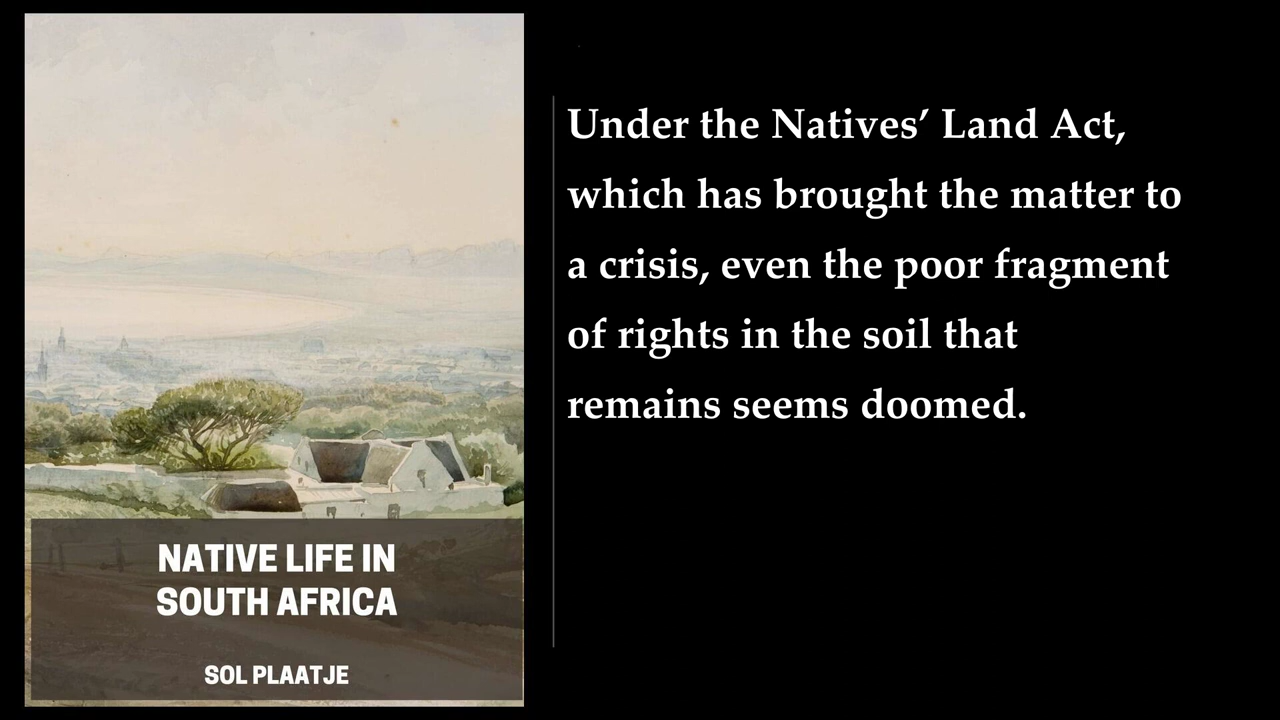 Under the Natives’ Land Act,
which has brought the matter to
a crisis, even the poor fragment
of rights in the soil that
remains seems doomed.
NATIVE LIFE IN
SOUTH AFRICA
SOL PLAATJE